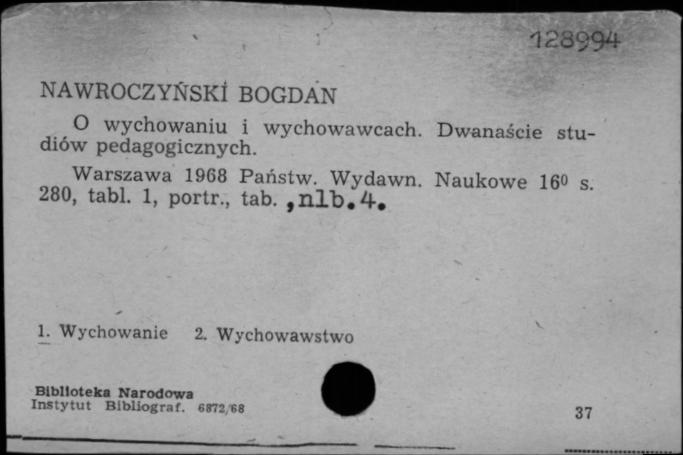 128994
NAWROCZYŃSKI BOGDAN
O wychowaniu i wychowawcach. Dwanaście stu-
diów pedagogicznych.
Warszawa 1968 Państw. Wydawn. Naukowe 16⁰ s.
280, tabl. 1, portr., tab. ,nlb.4.
1. Wychowanie 2. Wychowawstwo
Biblioteka Narodowa
Instytut Bibliograf. 6872/68
37